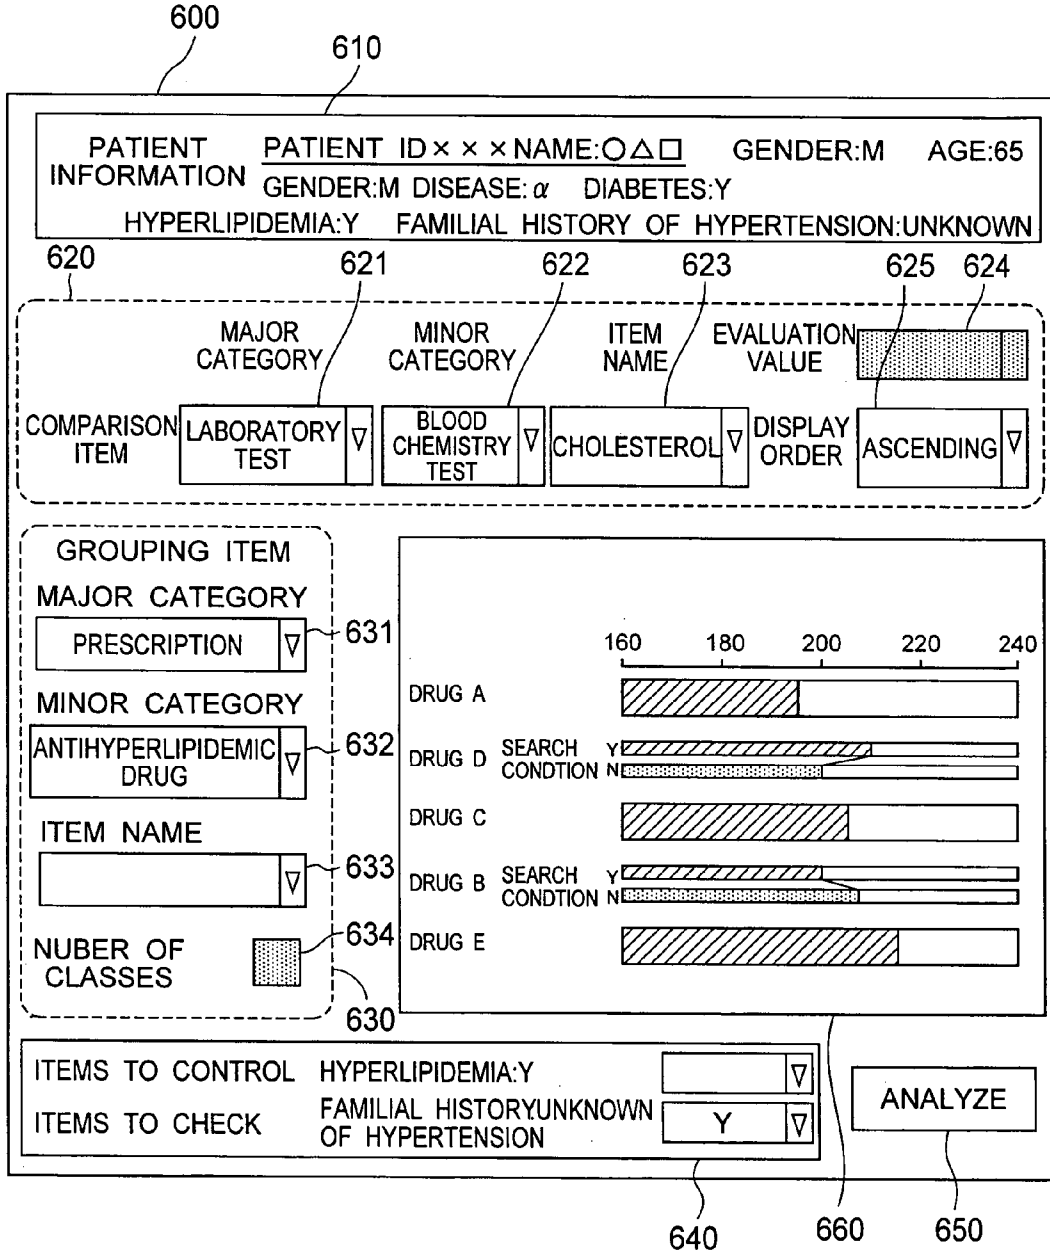 600
610
PATIENT INFORMATION
PATIENT ID××× NAME:○△□ GENDER:M AGE:65
GENDER:M DISEASE:α DIABETES:Y
HYPERLIPIDEMIA:Y FAMILIAL HISTORY OF HYPERTENSION:UNKNOWN
620
621
622
623
625
624
MAJOR CATEGORY
MINOR CATEGORY
ITEM NAME
EVALUATION VALUE
COMPARISON ITEM
LABORATORY TEST
BLOOD CHEMISTRY TEST
CHOLESTEROL
DISPLAY ORDER
ASCENDING
GROUPING ITEM
MAJOR CATEGORY
PRESCRIPTION
631
MINOR CATEGORY
ANTIHYPERLIPIDEMIC DRUG
632
ITEM NAME
633
NUBER OF CLASSES
634
630
160 180 200 220 240
DRUG A
DRUG D SEARCH CONDTION Y N
DRUG C
DRUG B SEARCH CONDTION Y N
DRUG E
ITEMS TO CONTROL HYPERLIPIDEMIA:Y
ITEMS TO CHECK FAMILIAL HISTORYUNKNOWN OF HYPERTENSION Y
ANALYZE
640
660
650